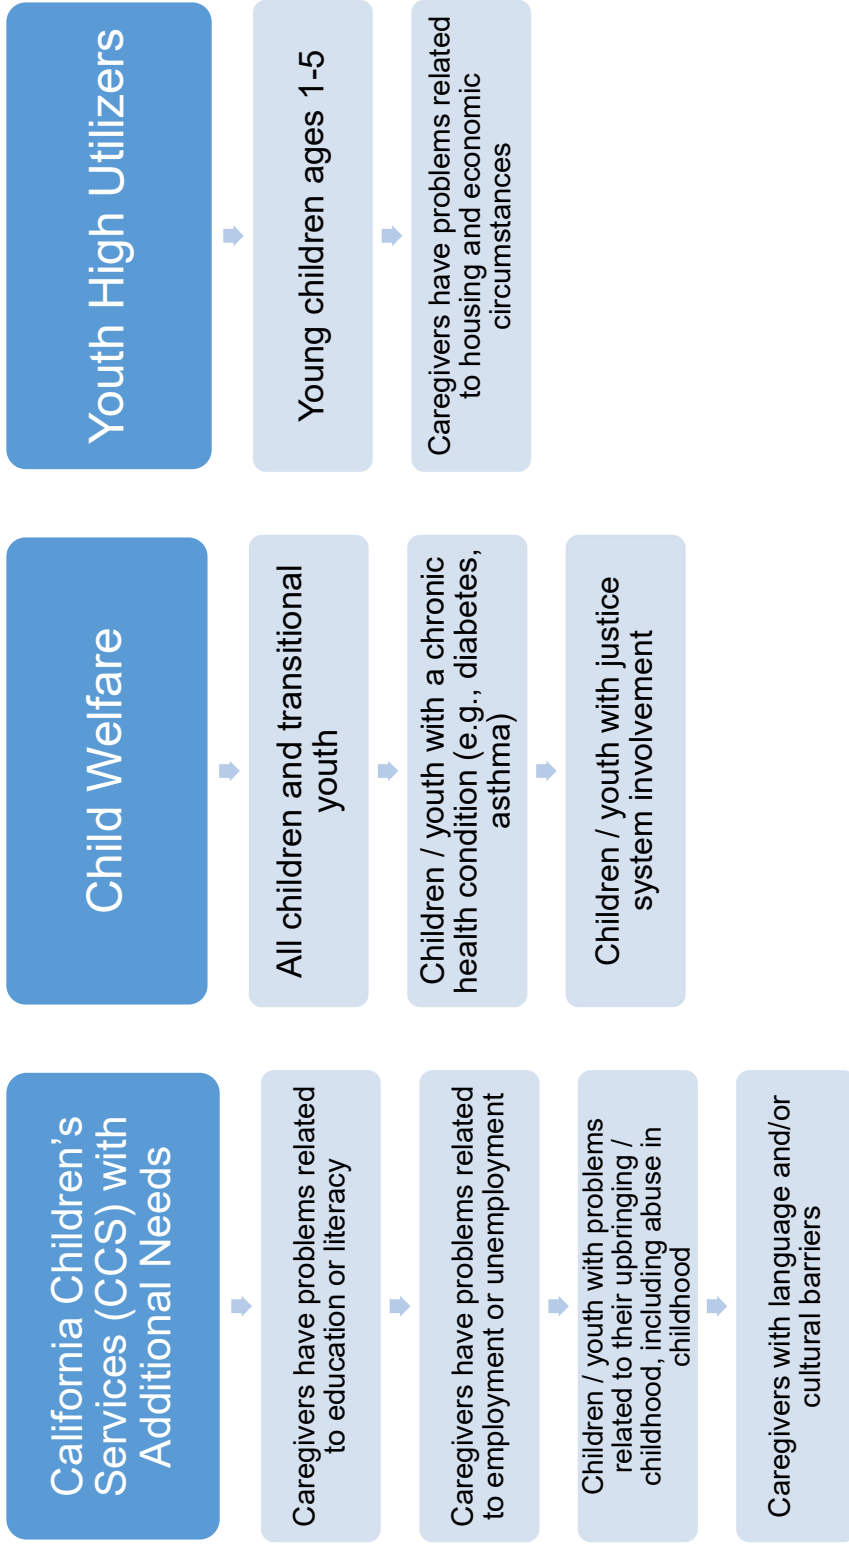 California Children’s
Services (CCS) with
Additional Needs
Caregivers have problems related
to education or literacy
Caregivers have problems related
to employment or unemployment
Children / youth with problems
related to their upbringing /
childhood, including abuse in
childhood
Caregivers with language and/or
cultural barriers
Child Welfare
All children and transitional
youth
Children / youth with a chronic
health condition (e.g., diabetes,
asthma)
Children / youth with justice
system involvement
Youth High Utilizers
Young children ages 1-5
Caregivers have problems related
to housing and economic
circumstances